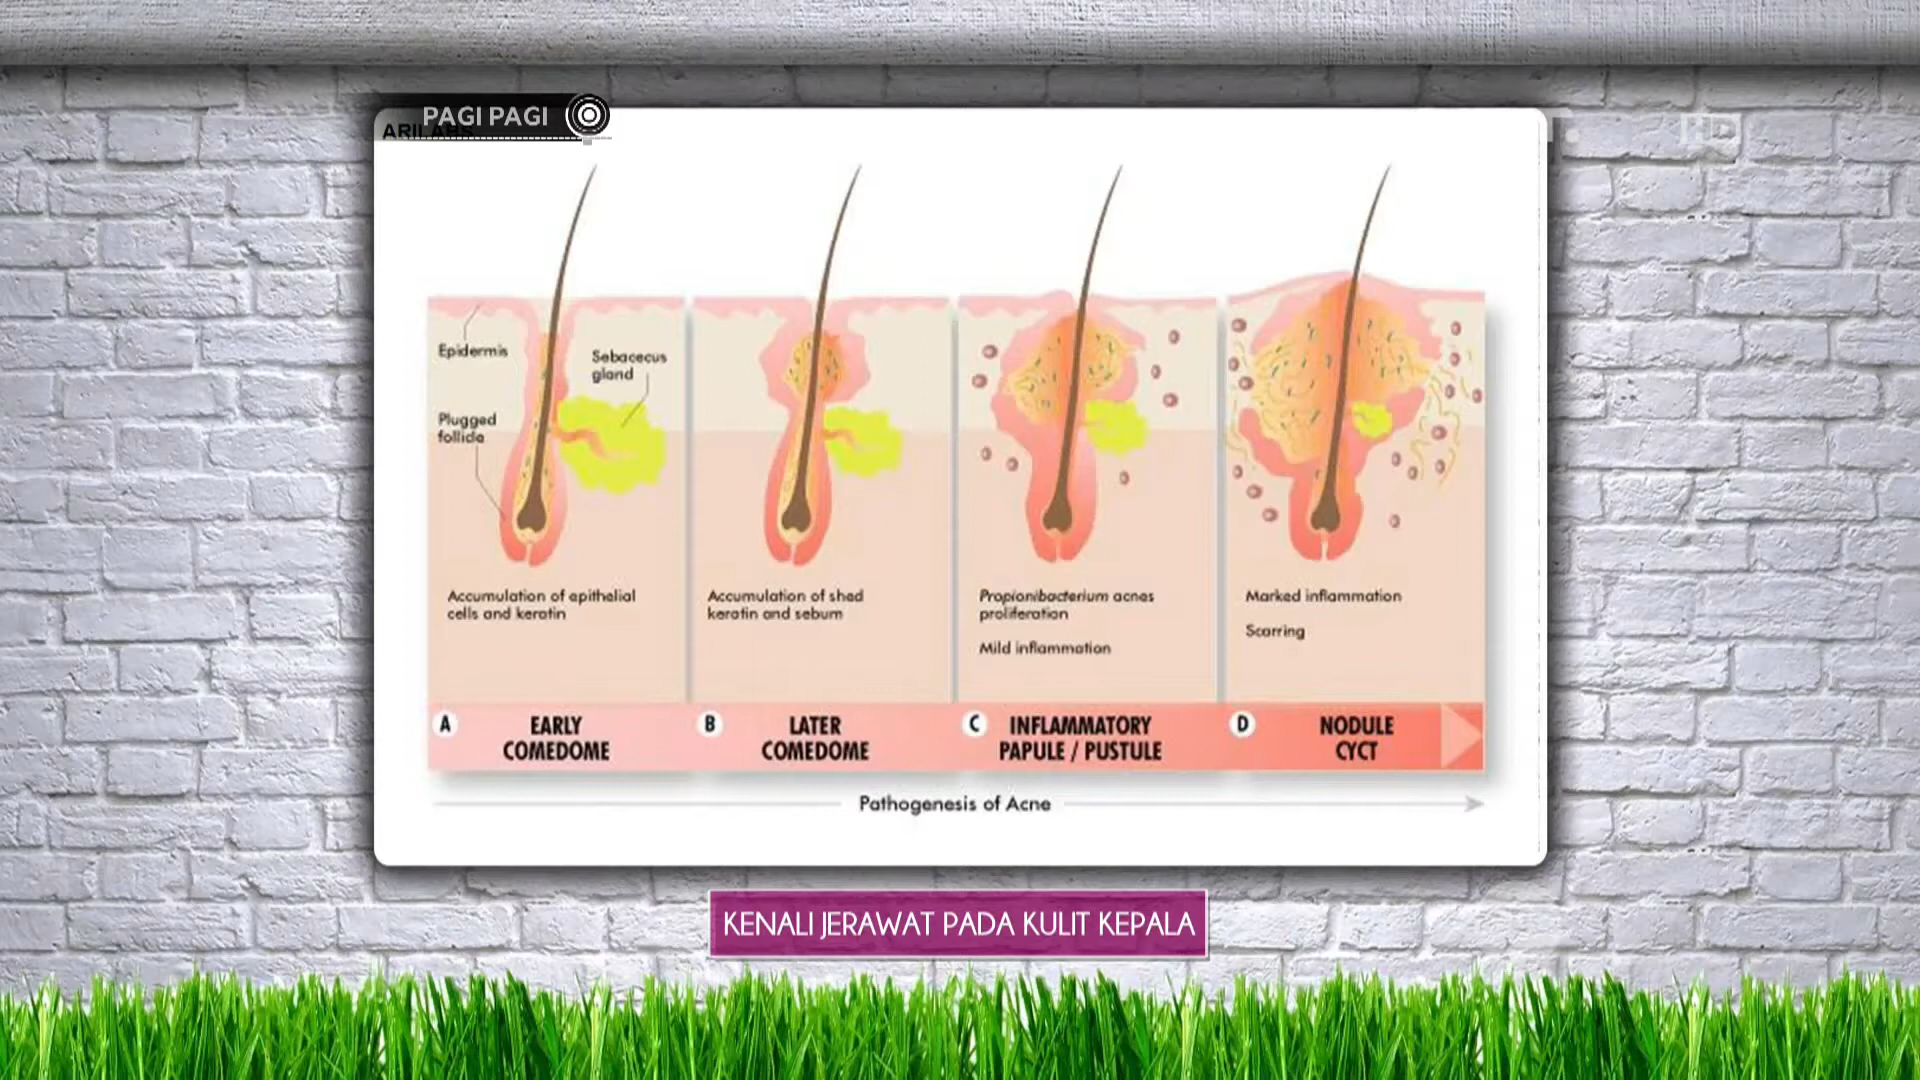 PAGI PAGI
Epidermis
Sebacecus
gland
Plugged
follicle
Accumulation of epithelial
cells and keratin
Accumulation of shed
keratin and sebum
Propionibacterium acnes
proliferation
Mild inflammation
Marked inflammation
Scarring
A
EARLY
COMEDOME
B
LATER
COMEDOME
C
INFLAMMATORY
PAPULE / PUSTULE
D
NODULE
CYCT
Pathogenesis of Acne
KENALI JERAWAT PADA KULIT KEPALA